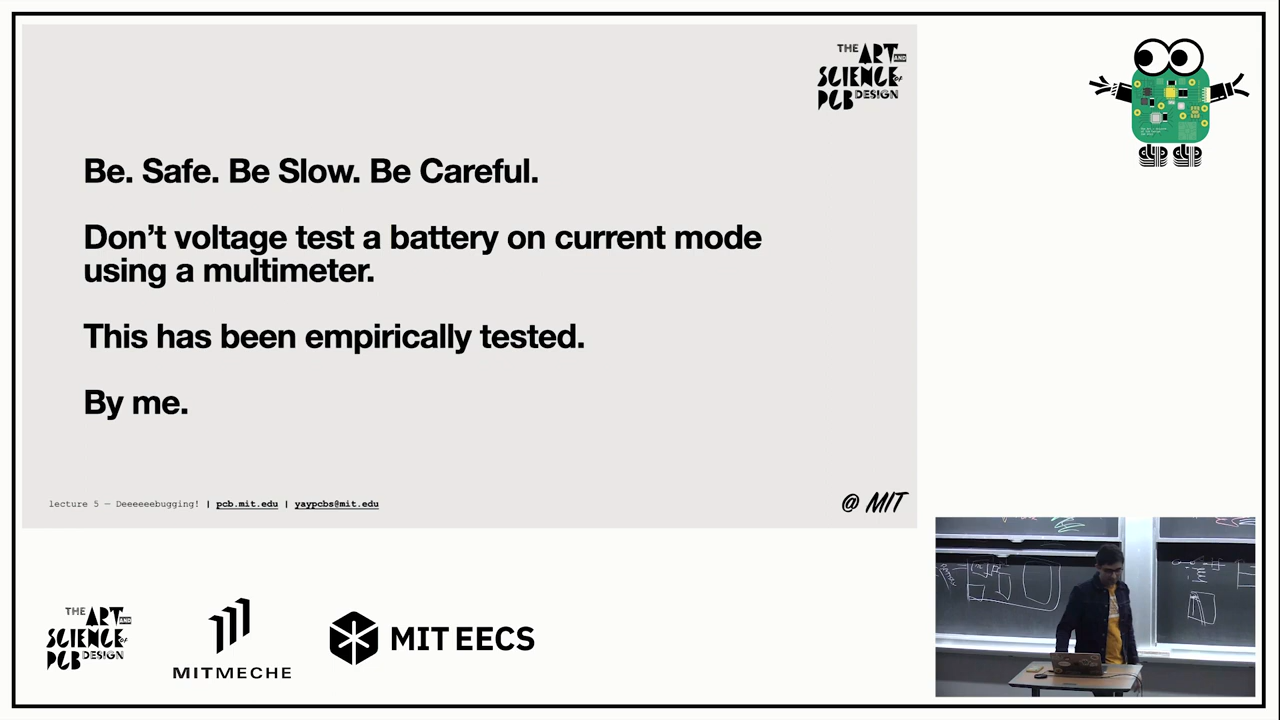 THE ART AND
SCIENCE of
PCB DESIGN
Be. Safe. Be Slow. Be Careful.
Don’t voltage test a battery on current mode
using a multimeter.
This has been empirically tested.
By me.
lecture 5 — Deeeeeebugging! | pcb.mit.edu | yaypcbs@mit.edu
@ MIT
THE ART AND
SCIENCE of
PCB DESIGN
MITMECHE
MIT EECS